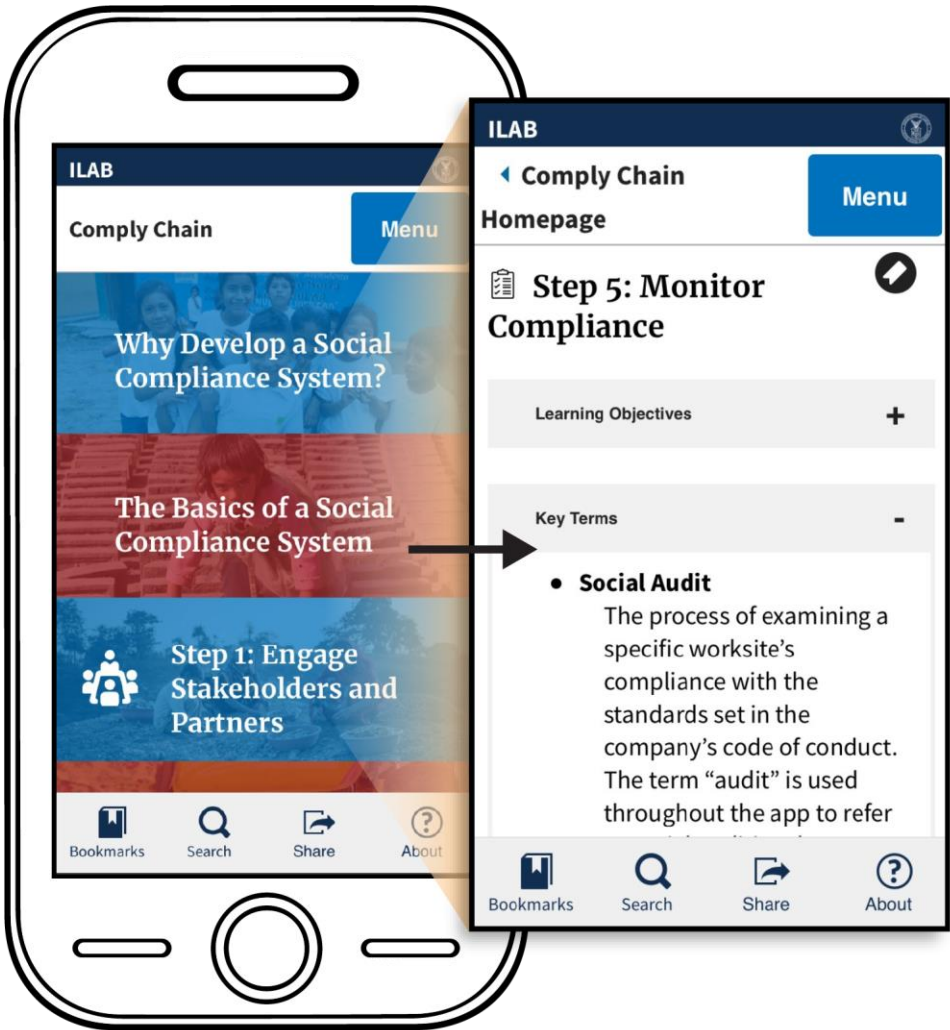 ILAB
Comply Chain
Menu
Why Develop a Social
Compliance System?
The Basics of a Social
Compliance System
Step 1: Engage
Stakeholders and
Partners
Bookmarks
Search
Share
About
ILAB
Comply Chain
Homepage
Menu
Step 5: Monitor
Compliance
Learning Objectives +
Key Terms -
• Social Audit
The process of examining a
specific worksite’s
compliance with the
standards set in the
company’s code of conduct.
The term “audit” is used
throughout the app to refer
Bookmarks
Search
Share
About